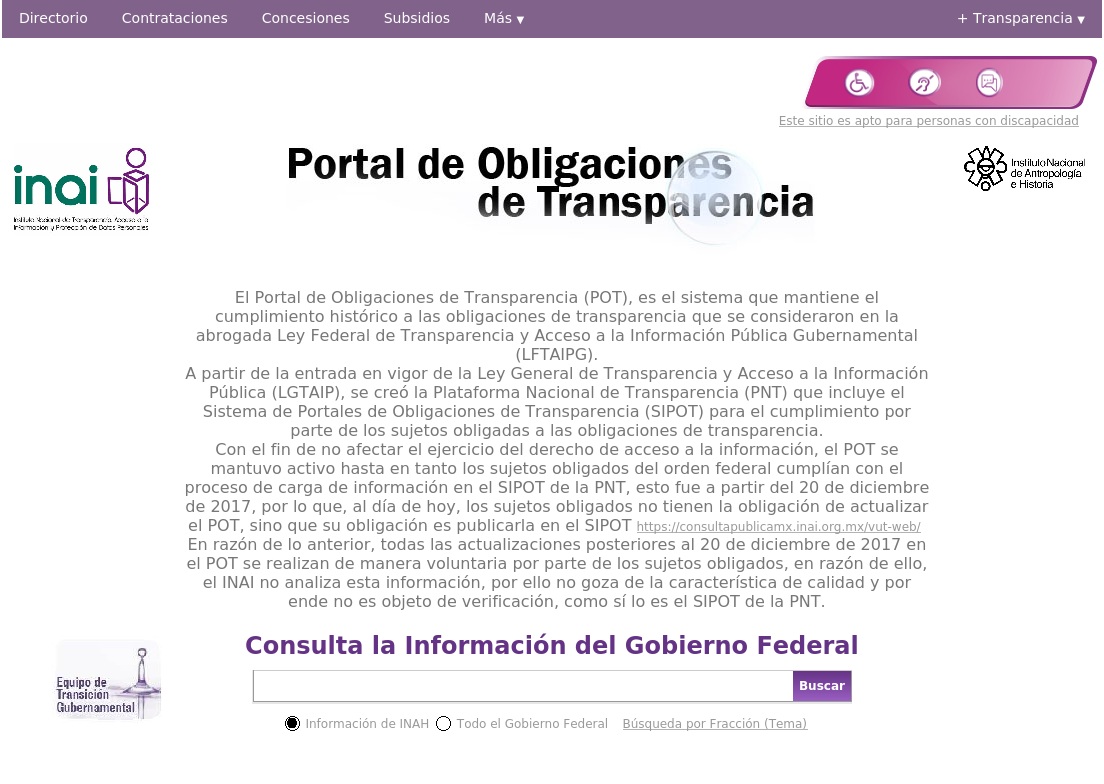 Directorio Contrataciones Concesiones Subsidios Más ▼ + Transparencia ▼
Este sitio es apto para personas con discapacidad
inai
Instituto Nacional de Transparencia, Acceso a la
Información y Protección de Datos Personales
Portal de Obligaciones
de Transparencia
Instituto Nacional
de Antropología
e Historia
El Portal de Obligaciones de Transparencia (POT), es el sistema que mantiene el
cumplimiento histórico a las obligaciones de transparencia que se consideraron en la
abrogada Ley Federal de Transparencia y Acceso a la Información Pública Gubernamental
(LFTAIPG).
A partir de la entrada en vigor de la Ley General de Transparencia y Acceso a la Información
Pública (LGTAIP), se creó la Plataforma Nacional de Transparencia (PNT) que incluye el
Sistema de Portales de Obligaciones de Transparencia (SIPOT) para el cumplimiento por
parte de los sujetos obligadas a las obligaciones de transparencia.
Con el fin de no afectar el ejercicio del derecho de acceso a la información, el POT se
mantuvo activo hasta en tanto los sujetos obligados del orden federal cumplían con el
proceso de carga de información en el SIPOT de la PNT, esto fue a partir del 20 de diciembre
de 2017, por lo que, al día de hoy, los sujetos obligados no tienen la obligación de actualizar
el POT, sino que su obligación es publicarla en el SIPOT https://consultapublicamx.inai.org.mx/vut-web/
En razón de lo anterior, todas las actualizaciones posteriores al 20 de diciembre de 2017 en
el POT se realizan de manera voluntaria por parte de los sujetos obligados, en razón de ello,
el INAI no analiza esta información, por ello no goza de la característica de calidad y por
ende no es objeto de verificación, como sí lo es el SIPOT de la PNT.
Consulta la Información del Gobierno Federal
Equipo de
Transición
Gubernamental
Buscar
Información de INAH Todo el Gobierno Federal Búsqueda por Fracción (Tema)